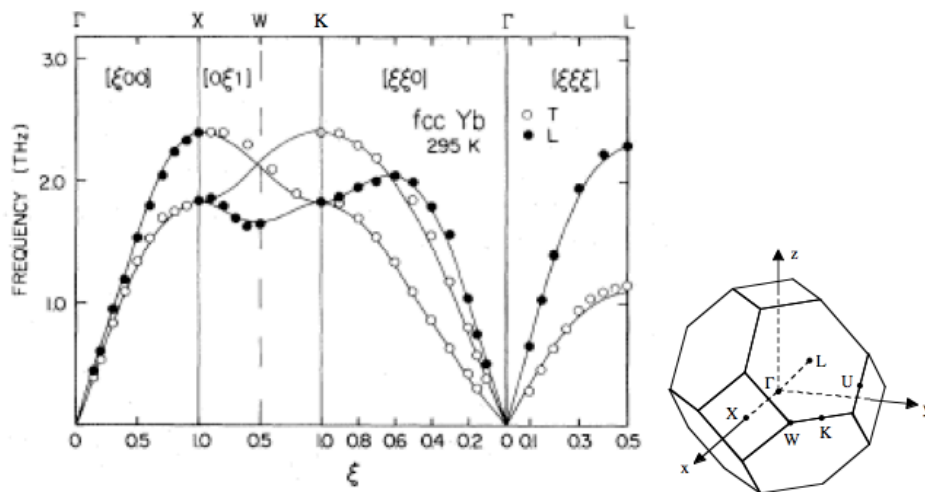 Γ X W K Γ L
[ξ00] [0ξ1] [ξξ0] [ξξξ]
fcc Yb
295 K
○ T
● L
FREQUENCY (THz)
3.0
2.0
1.0
0 0.5 1.0 0.5 1.0 0.8 0.6 0.4 0.2 0 0.1 0.3 0.5
ξ
z
L
Γ
U
y
X
W
K
x